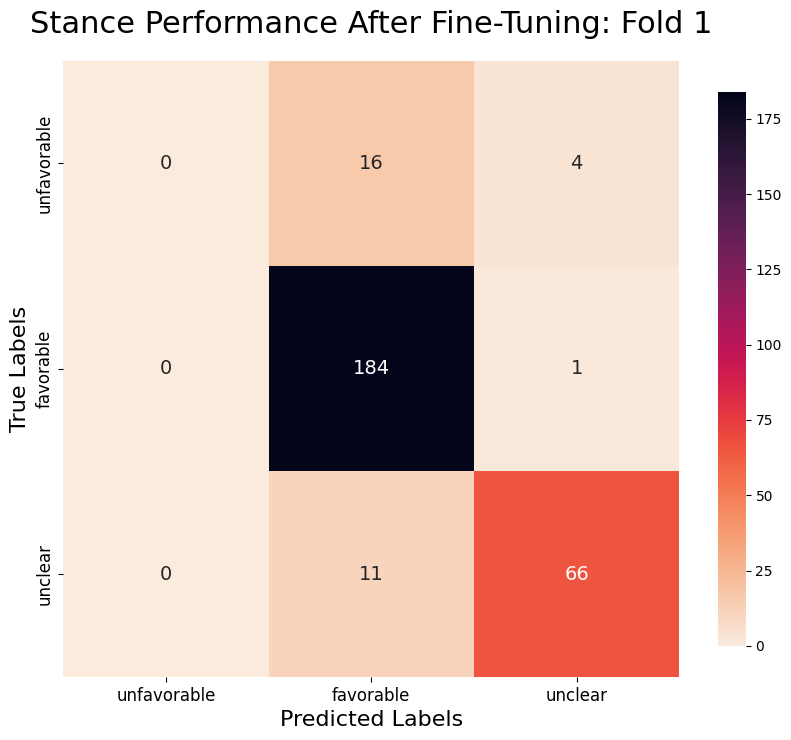 Stance Performance After Fine-Tuning: Fold 1
True Labels
unfavorable
favorable
unclear
0 16 4
0 184 1
0 11 66
unfavorable favorable unclear
Predicted Labels
175
150
125
100
75
50
25
0